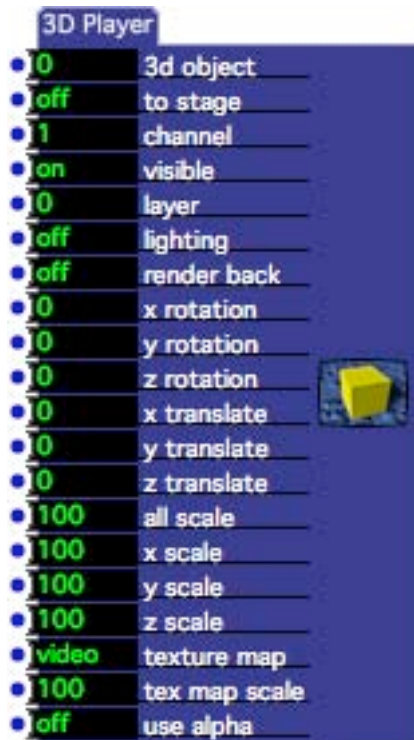 3D Player
0 3d object
off to stage
1 channel
on visible
0 layer
off lighting
off render back
0 x rotation
0 y rotation
0 z rotation
0 x translate
0 y translate
0 z translate
100 all scale
100 x scale
100 y scale
100 z scale
video texture map
100 tex map scale
off use alpha